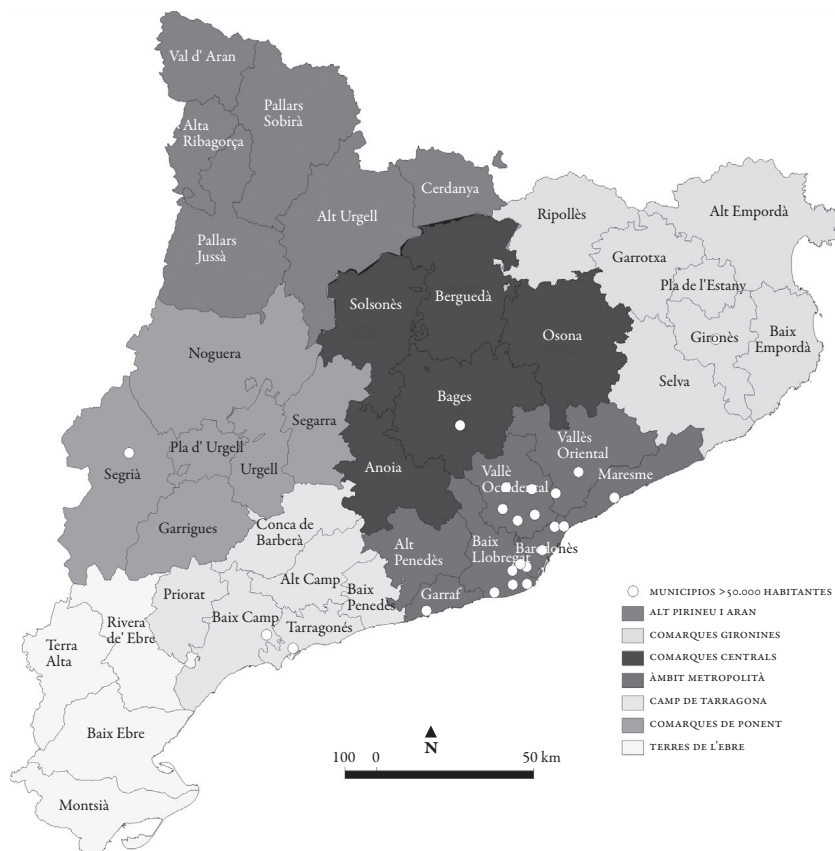 Val d' Aran
Pallars
Sobirà
Alta
Ribagorça
Cerdanya
Alt Urgell
Pallars
Jussà
Ripollès
Alt Empordà
Garrotxa
Pla de l'Estany
Solsonès
Berguedà
Osona
Gironès
Baix
Empordà
Noguera
Selva
Bages
Segarra
Vallès
Oriental
Pla d' Urgell
Segrià
Urgell
Anoia
Vallè
Occidental
Maresme
Garrigues
Conca de
Barberà
Alt
Penedès
Baix
Llobregat
Barcelonès
Alt Camp
Baix
Penedès
Garraf
Priorat
Rivera
de' Ebre
Baix Camp
Tarragonés
Terra
Alta
Baix Ebre
Montsià
MUNICIPIOS >50.000 HABITANTES
ALT PIRINEU I ARAN
COMARQUES GIRONINES
COMARQUES CENTRALS
ÀMBIT METROPOLITÀ
CAMP DE TARRAGONA
COMARQUES DE PONENT
TERRES DE L'EBRE
N
100 0 50 km